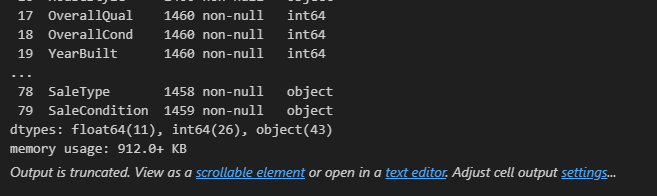 17 OverallQual 1460 non-null int64
18 OverallCond 1460 non-null int64
19 YearBuilt 1460 non-null int64
...
78 SaleType 1458 non-null object
79 SaleCondition 1459 non-null object
dtypes: float64(11), int64(26), object(43)
memory usage: 912.0+ KB
Output is truncated. View as a scrollable element or open in a text editor. Adjust cell output settings...